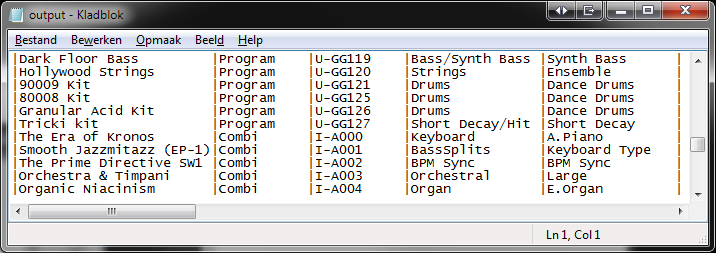 output - Kladblok
Bestand Bewerken Opmaak Beeld Help
|Dark Floor Bass |Program |U-GG119 |Bass/Synth Bass |Synth Bass |
|Hollywood Strings |Program |U-GG120 |Strings |Ensemble |
|90009 Kit |Program |U-GG121 |Drums |Dance Drums |
|80008 Kit |Program |U-GG125 |Drums |Dance Drums |
|Granular Acid Kit |Program |U-GG126 |Drums |Dance Drums |
|Tricki kit |Program |U-GG127 |Short Decay/Hit |Short Decay |
|The Era of Kronos |Combi |I-A000 |Keyboard |A.Piano |
|Smooth Jazzmitazz (EP-1)|Combi |I-A001 |BassSplits |Keyboard Type |
|The Prime Directive SW1 |Combi |I-A002 |BPM Sync |BPM Sync |
|Orchestra & Timpani |Combi |I-A003 |Orchestral |Large |
|Organic Niacinism |Combi |I-A004 |Organ |E.Organ |
Ln 1, Col 1